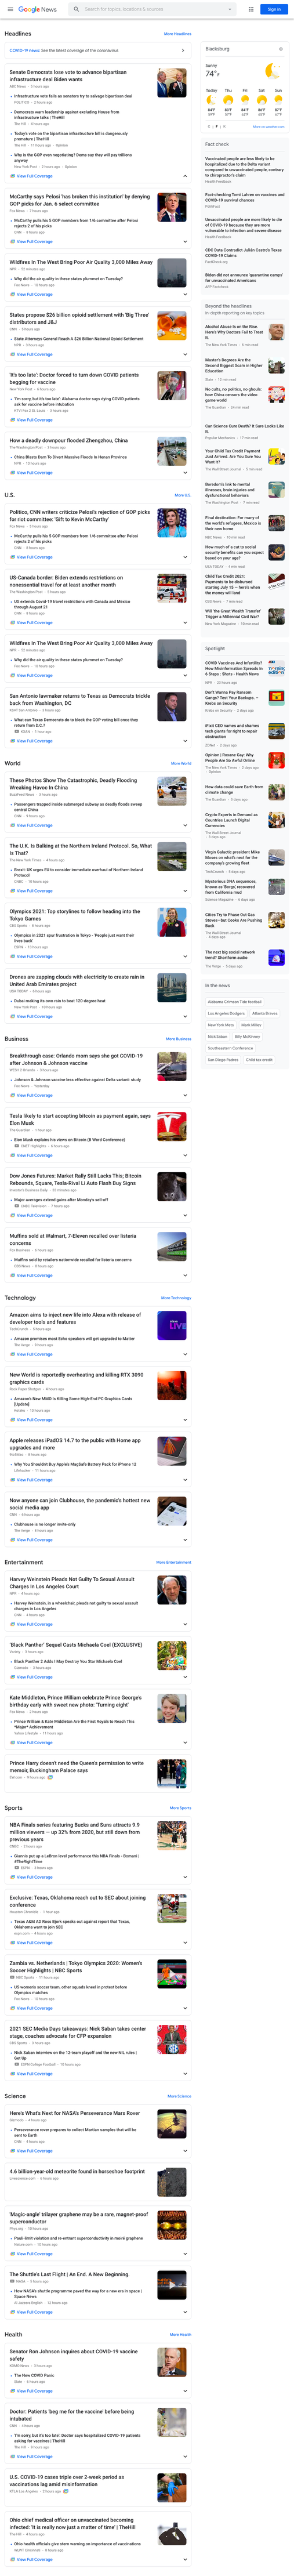 Google News
Search for topics, locations & sources
Sign in
Headlines
More Headlines
COVID-19 news: See the latest coverage of the coronavirus
Senate Democrats lose vote to advance bipartisan
infrastructure deal Biden wants
ABC News · 5 hours ago
Infrastructure vote fails as senators try to salvage bipartisan deal
POLITICO · 2 hours ago
Democrats warn leadership against excluding House from
infrastructure talks | TheHill
The Hill · 3 hours ago
Today's vote on the bipartisan infrastructure bill is dangerously
premature | TheHill
The Hill · 11 hours ago · Opinion
Why is the GOP even negotiating? Dems say they will pay trillions
anyway
New York Post · 2 hours ago · Opinion
View Full Coverage
McCarthy says Pelosi 'has broken this institution' by denying
GOP picks for Jan. 6 select committee
Fox News · 7 hours ago
McCarthy pulls his 5 GOP members from 1/6 committee after Pelosi
rejects 2 of his picks
CNN · 8 hours ago
View Full Coverage
Wildfires In The West Bring Poor Air Quality 3,000 Miles Away
NPR · 52 minutes ago
Why did the air quality in these states plummet on Tuesday?
Fox News · 10 hours ago
View Full Coverage
States propose $26 billion opioid settlement with 'Big Three'
distributors and J&J
CNN · 3 hours ago
State Attorneys General Reach A $26 Billion National Opioid Settlement
NPR · 3 hours ago
View Full Coverage
'It's too late': Doctor forced to turn down COVID patients
begging for vaccine
New York Post · 6 hours ago
'I'm sorry, but it's too late': Alabama doctor says dying COVID patients
ask for vaccine before intubation
KTVI Fox 2 St. Louis · 5 hours ago
View Full Coverage
How a deadly downpour flooded Zhengzhou, China
The Washington Post · 3 hours ago
China Blasts Dam To Divert Massive Floods In Henan Province
NPR · 10 hours ago
View Full Coverage
U.S.
More U.S.
Politico, CNN writers criticize Pelosi's rejection of GOP picks
for riot committee: 'Gift to Kevin McCarthy'
Fox News · 5 hours ago
McCarthy pulls his 5 GOP members from 1/6 committee after Pelosi
rejects 2 of his picks
CNN · 8 hours ago
View Full Coverage
US-Canada border: Biden extends restrictions on
nonessential travel for at least another month
The Washington Post · 5 hours ago
US extends Covid-19 travel restrictions with Canada and Mexico
through August 21
CNN · 9 hours ago
View Full Coverage
Wildfires In The West Bring Poor Air Quality 3,000 Miles Away
NPR · 52 minutes ago
Why did the air quality in these states plummet on Tuesday?
Fox News · 10 hours ago
View Full Coverage
San Antonio lawmaker returns to Texas as Democrats trickle
back from Washington, DC
KSAT San Antonio · 3 hours ago
What can Texas Democrats do to block the GOP voting bill once they
return from D.C.?
KXAN · 1 hour ago
View Full Coverage
World
More World
These Photos Show The Catastrophic, Deadly Flooding
Wreaking Havoc In China
BuzzFeed News · 3 hours ago
Passengers trapped inside submerged subway as deadly floods sweep
central China
CNN · 9 hours ago
View Full Coverage
The U.K. Is Balking at the Northern Ireland Protocol. So, What
Is That?
The New York Times · 4 hours ago
Brexit: UK urges EU to consider immediate overhaul of Northern Ireland
Protocol
CNBC · 10 hours ago
View Full Coverage
Olympics 2021: Top storylines to follow heading into the
Tokyo Games
CBS Sports · 6 hours ago
Olympics in 2021 spur frustration in Tokyo - 'People just want their
lives back'
ESPN · 13 hours ago
View Full Coverage
Drones are zapping clouds with electricity to create rain in
United Arab Emirates project
USA TODAY · 5 hours ago
Dubai making its own rain to beat 120-degree heat
New York Post · 10 hours ago
View Full Coverage
Business
More Business
Breakthrough case: Orlando mom says she got COVID-19
after Johnson & Johnson vaccine
WESH 2 Orlando · 3 hours ago
Johnson & Johnson vaccine less effective against Delta variant: study
Fox News · Yesterday
View Full Coverage
Tesla likely to start accepting bitcoin as payment again, says
Elon Musk
The Guardian · 1 hour ago
Elon Musk explains his views on Bitcoin (B Word Conference)
CNET Highlights · 6 hours ago
View Full Coverage
Dow Jones Futures: Market Rally Still Lacks This; Bitcoin
Rebounds, Square, Tesla-Rival Li Auto Flash Buy Signs
Investor's Business Daily · 54 minutes ago
Major averages extend gains after Monday's sell-off
CNBC Television · 7 hours ago
View Full Coverage
Muffins sold at Walmart, 7-Eleven recalled over listeria
concerns
Fox Business · 6 hours ago
Muffins sold by retailers nationwide recalled for listeria concerns
CBS News · 9 hours ago
View Full Coverage
Technology
More Technology
Amazon aims to inject new life into Alexa with release of
developer tools and features
TechCrunch · 3 hours ago
Amazon promises most Echo speakers will get upgraded to Matter
The Verge · 9 hours ago
View Full Coverage
New World is reportedly overheating and killing RTX 3090
graphics cards
Rock Paper Shotgun · 8 hours ago
Amazon's New MMO Is Killing Some High-End PC Graphics Cards
[Update]
Kotaku · 10 hours ago
View Full Coverage
Apple releases iPadOS 14.7 to the public with Home app
upgrades and more
9to5Mac · 8 hours ago
Why You Shouldn't Buy Apple's MagSafe Battery Pack for iPhone 12
Lifehacker · 11 hours ago
View Full Coverage
Now anyone can join Clubhouse, the pandemic's hottest new
social media app
CNN · 5 hours ago
Clubhouse is no longer invite-only
The Verge · 8 hours ago
View Full Coverage
Entertainment
More Entertainment
Harvey Weinstein Pleads Not Guilty To Sexual Assault
Charges In Los Angeles Court
NPR · 4 hours ago
Harvey Weinstein, in a wheelchair, pleads not guilty to sexual assault
charges in Los Angeles
CNN · 4 hours ago
View Full Coverage
'Black Panther' Sequel Casts Michaela Coel (EXCLUSIVE)
Variety · 5 hours ago
Black Panther 2 Adds I May Destroy You Star Michaela Coel
Gizmodo · 3 hours ago
View Full Coverage
Kate Middleton, Prince William celebrate Prince George's
birthday early with sweet new photo: 'Turning eight'
Fox News · 2 hours ago
Prince William & Kate Middleton Are the First Royals to Reach This
*Major* Achievement
Yahoo Lifestyle · 11 hours ago
View Full Coverage
Prince Harry doesn't need the Queen's permission to write
memoir, Buckingham Palace says
EW.com · 9 hours ago
Sports
More Sports
NBA Finals series featuring Bucks and Suns attracts 9.9
million viewers — up 32% from 2020, but still down from
previous years
CNBC · 2 hours ago
Giannis put up a LeBron level performance this NBA Finals - Bomani |
#TheRightTime
ESPN · 5 hours ago
View Full Coverage
Exclusive: Texas, Oklahoma reach out to SEC about joining
conference
Houston Chronicle · 1 hour ago
Texas A&M AD Ross Bjork speaks out against report that Texas,
Oklahoma want to join SEC
espn.com · 4 hours ago
View Full Coverage
Zambia vs. Netherlands | Tokyo Olympics 2020: Women's
Soccer Highlights | NBC Sports
NBC Sports · 11 hours ago
US women's soccer team, other squads kneel in protest before
Olympics matches
Fox News · 10 hours ago
View Full Coverage
2021 SEC Media Days takeaways: Nick Saban takes center
stage, coaches advocate for CFP expansion
CBS Sports · 3 hours ago
Nick Saban interview on the 12-team playoff and the new NIL rules |
Get Up
ESPN College Football · 10 hours ago
View Full Coverage
Science
More Science
Here's What's Next for NASA's Perseverance Mars Rover
Gizmodo · 4 hours ago
Perseverance rover prepares to collect Martian samples that will be
sent to Earth
CNN · 4 hours ago
View Full Coverage
4.6 billion-year-old meteorite found in horseshoe footprint
Livescience.com · 8 hours ago
'Magic-angle' trilayer graphene may be a rare, magnet-proof
superconductor
Phys.org · 10 hours ago
Pauli-limit violation and re-entrant superconductivity in moiré graphene
Nature.com · 10 hours ago
View Full Coverage
The Shuttle's Last Flight | An End. A New Beginning.
NASA · 5 hours ago
How NASA's shuttle programme paved the way for a new era in space |
Space News
Al Jazeera English · 12 hours ago
View Full Coverage
Health
More Health
Senator Ron Johnson inquires about COVID-19 vaccine
safety
KOMO News · 3 hours ago
The New COVID Panic
Slate · 6 hours ago
View Full Coverage
Doctor: Patients 'beg me for the vaccine' before being
intubated
CNN · 4 hours ago
'I'm sorry, but it's too late': Doctor says hospitalized COVID-19 patients
asking for vaccines | TheHill
The Hill · 9 hours ago
View Full Coverage
U.S. COVID-19 cases triple over 2-week period as
vaccinations lag amid misinformation
KTLA Los Angeles · 2 hours ago
Ohio chief medical officer on unvaccinated becoming
infected: 'It is really now just a matter of time' | TheHill
The Hill · 4 hours ago
Ohio health officials give stern warning on importance of vaccinations
WLWT Cincinnati · 6 hours ago
View Full Coverage
Blacksburg
Sunny
74°F
Today Thu Fri Sat Sun
C F K
More on weather.com
Fact check
Vaccinated people are less likely to be
hospitalized due to the Delta variant
compared to unvaccinated people, contrary
to chiropractor's claim
Health Feedback
Fact-checking Tomi Lahren on vaccines and
COVID-19 survival chances
PolitiFact
Unvaccinated people are more likely to die
of COVID-19 because they are more
vulnerable to infection and severe disease
Health Feedback
CDC Data Contradict Julián Castro's Texas
COVID-19 Claims
FactCheck.org
Biden did not announce 'quarantine camps'
for unvaccinated Americans
AFP Factcheck
Beyond the headlines
In-depth reporting on key topics
Alcohol Abuse Is on the Rise.
Here's Why Doctors Fail to Treat
It.
The New York Times · 6 min read
Master's Degrees Are the
Second Biggest Scam in Higher
Education
Slate · 12 min read
No cults, no politics, no ghouls:
how China censors the video
game world
The Guardian · 24 min read
Can Science Cure Death? It Sure Looks Like
It.
Popular Mechanics · 17 min read
Your Child Tax Credit Payment
Just Arrived. Are You Sure You
Want It?
The Wall Street Journal · 5 min read
Boredom's link to mental
illnesses, brain injuries and
dysfunctional behaviors
The Washington Post · 7 min read
Final destination: For many of
the world's refugees, Mexico is
their new home
NBC News · 10 min read
How much of a cut to social
security benefits can you expect
based on your age?
USA TODAY · 4 min read
Child Tax Credit 2021:
Payments to be disbursed
starting July 15 — here's when
the money will land
CBS News · 7 min read
Will 'the Great Wealth Transfer'
Trigger a Millennial Civil War?
New York Magazine · 10 min read
Spotlight
COVID Vaccines And Infertility?
How Misinformation Spreads in
6 Steps : Shots - Health News
NPR · 20 hours ago
Don't Wanna Pay Ransom
Gangs? Test Your Backups. –
Krebs on Security
Krebs on Security · 2 days ago
iFixit CEO names and shames
tech giants for right to repair
obstruction
ZDNet · 2 days ago
Opinion | Roxane Gay: Why
People Are So Awful Online
The New York Times · 2 days ago
· Opinion
How data could save Earth from
climate change
The Guardian · 3 days ago
Crypto Experts in Demand as
Countries Launch Digital
Currencies
The Wall Street Journal
· 3 days ago
Virgin Galactic president Mike
Moses on what's next for the
company's growing fleet
TechCrunch · 5 days ago
Mysterious DNA sequences,
known as 'Borgs,' recovered
from California mud
Science Magazine · 6 days ago
Cities Try to Phase Out Gas
Stoves—but Cooks Are Pushing
Back
The Wall Street Journal
· 4 days ago
The next big social network
trend? Shortform audio
The Verge · 5 days ago
In the news
Alabama Crimson Tide football
Los Angeles Dodgers Atlanta Braves
New York Mets Mark Milley
Nick Saban Billy McKinney
Southeastern Conference
San Diego Padres Child tax credit